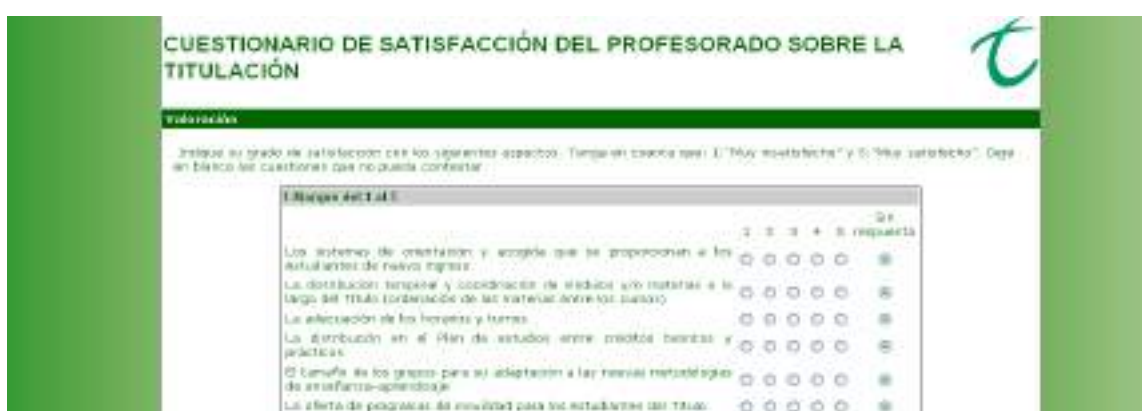 CUESTIONARIO DE SATISFACCIÓN DEL PROFESORADO SOBRE LA
TITULACIÓN
Valoración
Indique su grado de satisfacción con los siguientes aspectos. Tenga en cuenta que: 1:"Muy insatisfecho" y 5:"Muy satisfecho". Deje
en blanco las cuestiones que no pueda contestar
1.Marque del 1 al 5
1 2 3 4 5 Sin
respuesta
Los sistemas de orientación y acogida que se proporcionan a los
estudiantes de nuevo ingreso
La distribución temporal y coordinación de módulos y/o materias a lo
largo del Título (ordenación de las materias entre los cursos)
La adecuación de los horarios y turnos
La distribución en el Plan de estudios entre créditos teóricos y
prácticos
El tamaño de los grupos para su adaptación a las nuevas metodologías
de enseñanza-aprendizaje
La oferta de programas de movilidad para los estudiantes del Título